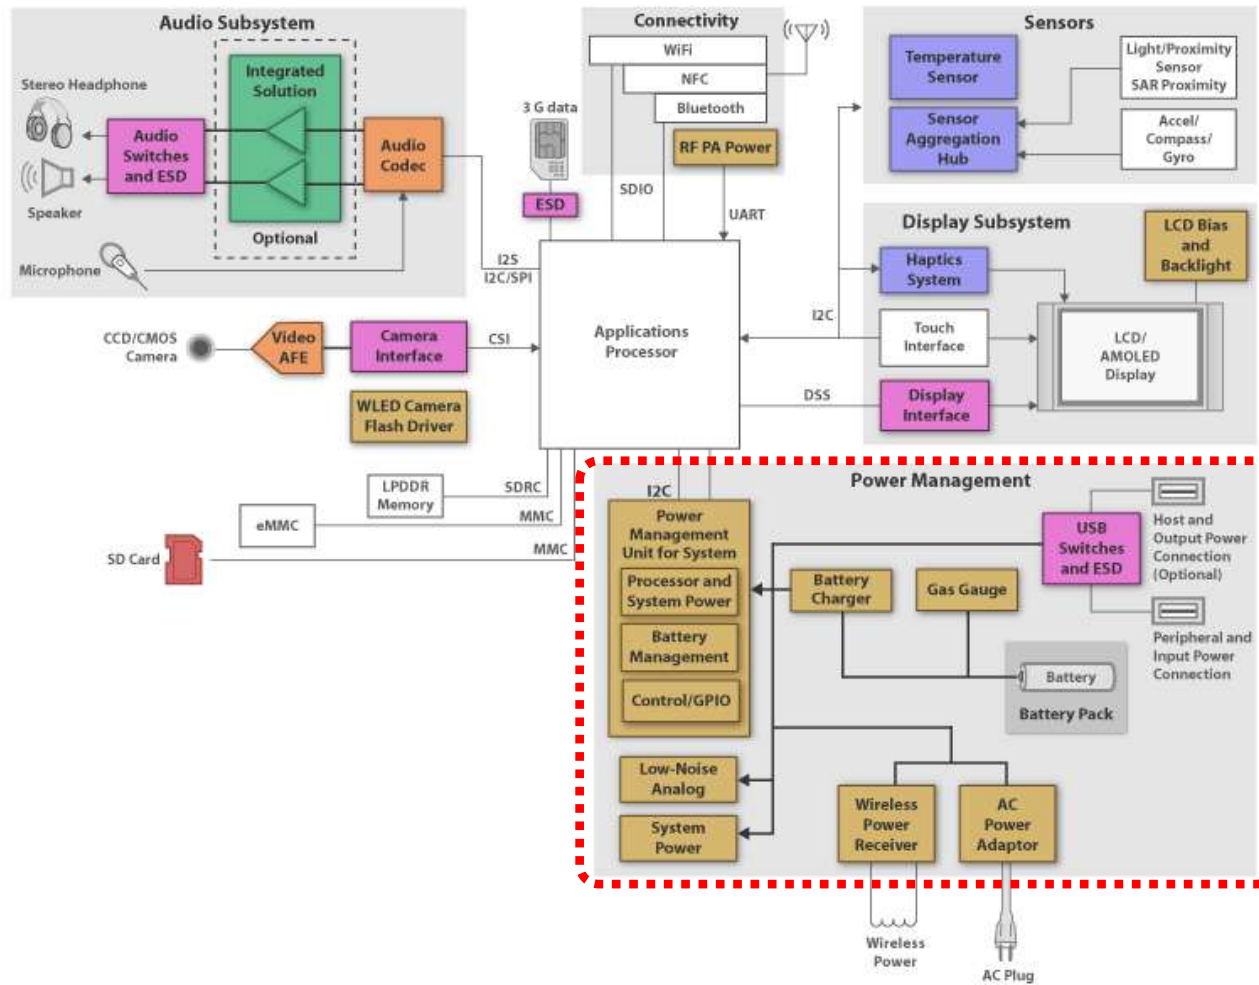 Audio Subsystem
Stereo Headphone
Speaker
Microphone
Audio
Switches
and ESD
Integrated
Solution
Optional
Audio
Codec
I2S
I2C/SPI
3 G data
ESD
Connectivity
WiFi
NFC
Bluetooth
RF PA Power
SDIO
UART
Sensors
Temperature
Sensor
Sensor
Aggregation
Hub
Light/Proximity
Sensor
SAR Proximity
Accel/
Compass/
Gyro
Display Subsystem
LCD Bias
and
Backlight
Haptics
System
Touch
Interface
Display
Interface
LCD/
AMOLED
Display
I2C
DSS
Applications
Processor
CCD/CMOS
Camera
Video
AFE
Camera
Interface
CSI
WLED Camera
Flash Driver
LPDDR
Memory
SDRC
eMMC
MMC
SD Card
MMC
Power Management
I2C
Power
Management
Unit for System
Processor and
System Power
Battery
Management
Control/GPIO
Low-Noise
Analog
System
Power
Battery
Charger
Gas Gauge
USB
Switches
and ESD
Host and
Output Power
Connection
(Optional)
Peripheral and
Input Power
Connection
Battery
Battery Pack
Wireless
Power
Receiver
AC
Power
Adaptor
Wireless
Power
AC Plug